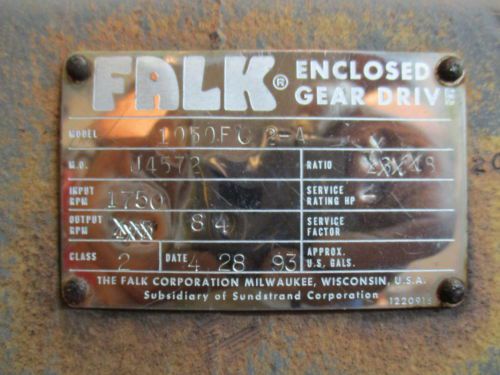 FALK® ENCLOSED GEAR DRIVE
MODEL 1050FC 2-A
M.O. J4572 RATIO
INPUT RPM 1750 SERVICE RATING HP
OUTPUT RPM 84 SERVICE FACTOR
CLASS 2 DATE 4 28 93 APPROX. U.S. GALS.
THE FALK CORPORATION MILWAUKEE, WISCONSIN, U.S.A.
Subsidiary of Sundstrand Corporation